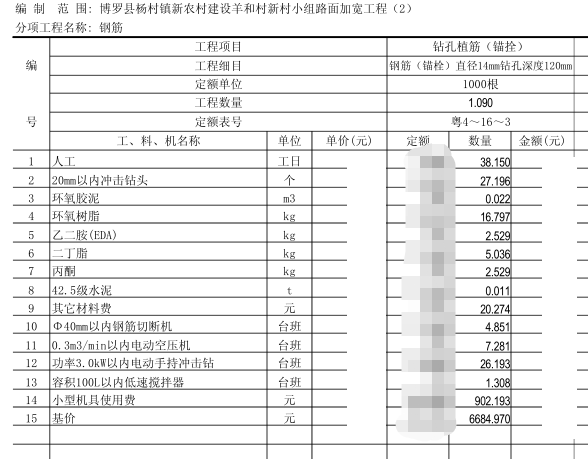 编 制 范 围: 博罗县杨村镇新农村建设羊和村新村小组路面加宽工程（2）
分项工程名称: 钢筋
编号 工程项目 钻孔植筋（锚拴）
工程细目 钢筋（锚栓）直径14mm钻孔深度120mm
定额单位 1000根
工程数量 1.090
定额表号 粤4～16～3
工、料、机名称 单位 单价(元) 定额 数量 金额(元)
1 人工 工日 38.150
2 20mm以内冲击钻头 个 27.196
3 环氧胶泥 m3 0.022
4 环氧树脂 kg 16.797
5 乙二胺(EDA) kg 2.529
6 二丁脂 kg 5.036
7 丙酮 kg 2.529
8 42.5级水泥 t 0.011
9 其它材料费 元 20.274
10 Φ40mm以内钢筋切断机 台班 4.851
11 0.3m3/min以内电动空压机 台班 7.281
12 功率3.0kW以内电动手持冲击钻 台班 26.193
13 容积100L以内低速搅拌器 台班 1.308
14 小型机具使用费 元 902.193
15 基价 元 6684.970